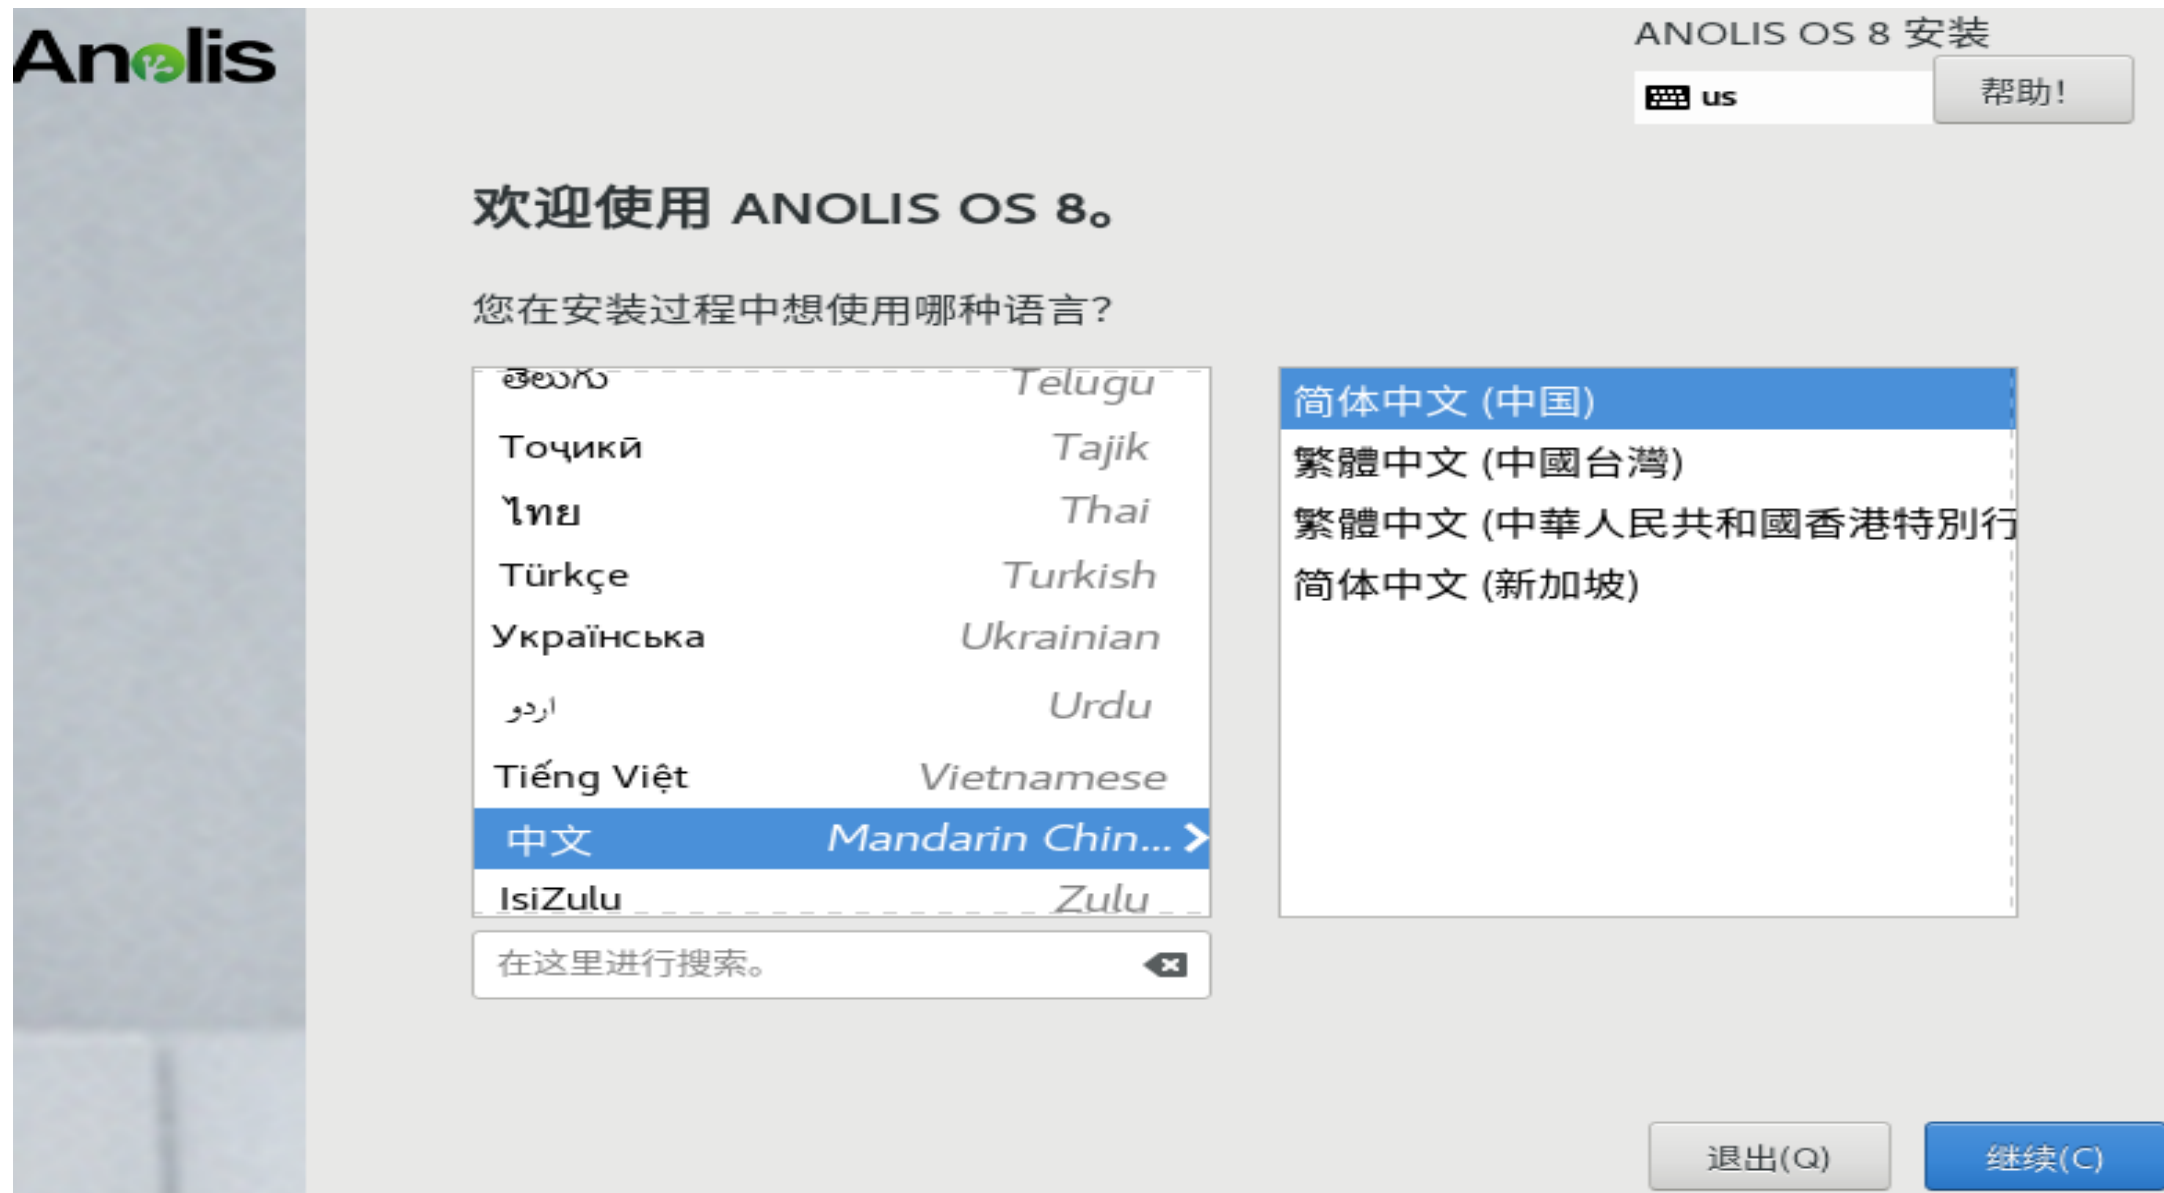 Anolis
ANOLIS OS 8 安装
us
帮助!
欢迎使用 ANOLIS OS 8。
您在安装过程中想使用哪种语言?
తెలుగు Telugu
Тоҷикӣ Tajik
ไทย Thai
Türkçe Turkish
Українська Ukrainian
اردو Urdu
Tiếng Việt Vietnamese
中文 Mandarin Chin...
IsiZulu Zulu
在这里进行搜索。
简体中文 (中国)
繁體中文 (中國台灣)
繁體中文 (中華人民共和國香港特別行
简体中文 (新加坡)
退出(Q)
继续(C)